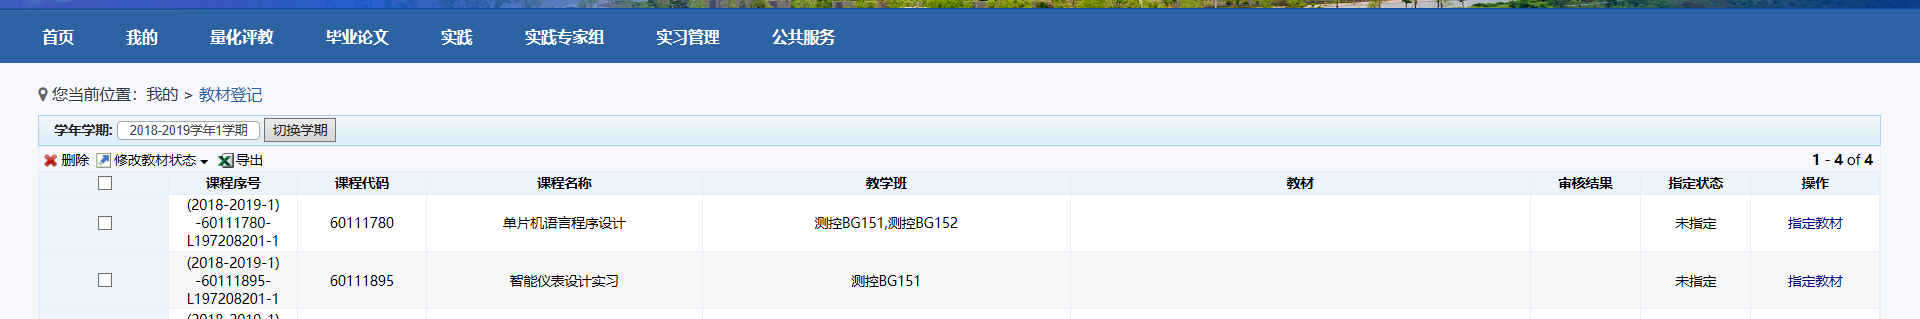 首页 我的 量化评教 毕业论文 实践 实践专家组 实习管理 公共服务
您当前位置：我的 > 教材登记
学年学期: 2018-2019学年1学期 切换学期
删除 修改教材状态 导出 1 - 4 of 4
课程序号 课程代码 课程名称 教学班 教材 审核结果 指定状态 操作
(2018-2019-1)
-60111780- 60111780 单片机语言程序设计 测控BG151,测控BG152 未指定 指定教材
L197208201-1
(2018-2019-1)
-60111895- 60111895 智能仪表设计实习 测控BG151 未指定 指定教材
L197208201-1
(2018-2019-1)